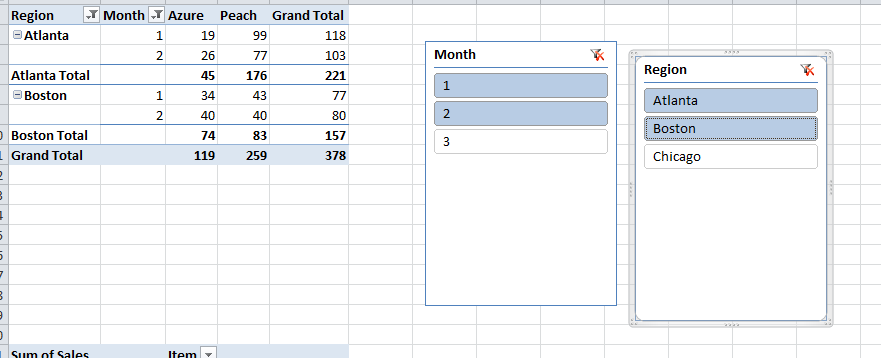 Region Month Azure Peach Grand Total
Atlanta 1 19 99 118
2 26 77 103
Atlanta Total 45 176 221
Boston 1 34 43 77
2 40 40 80
Boston Total 74 83 157
Grand Total 119 259 378
Sum of Sales Item
Month
1
2
3
Region
Atlanta
Boston
Chicago